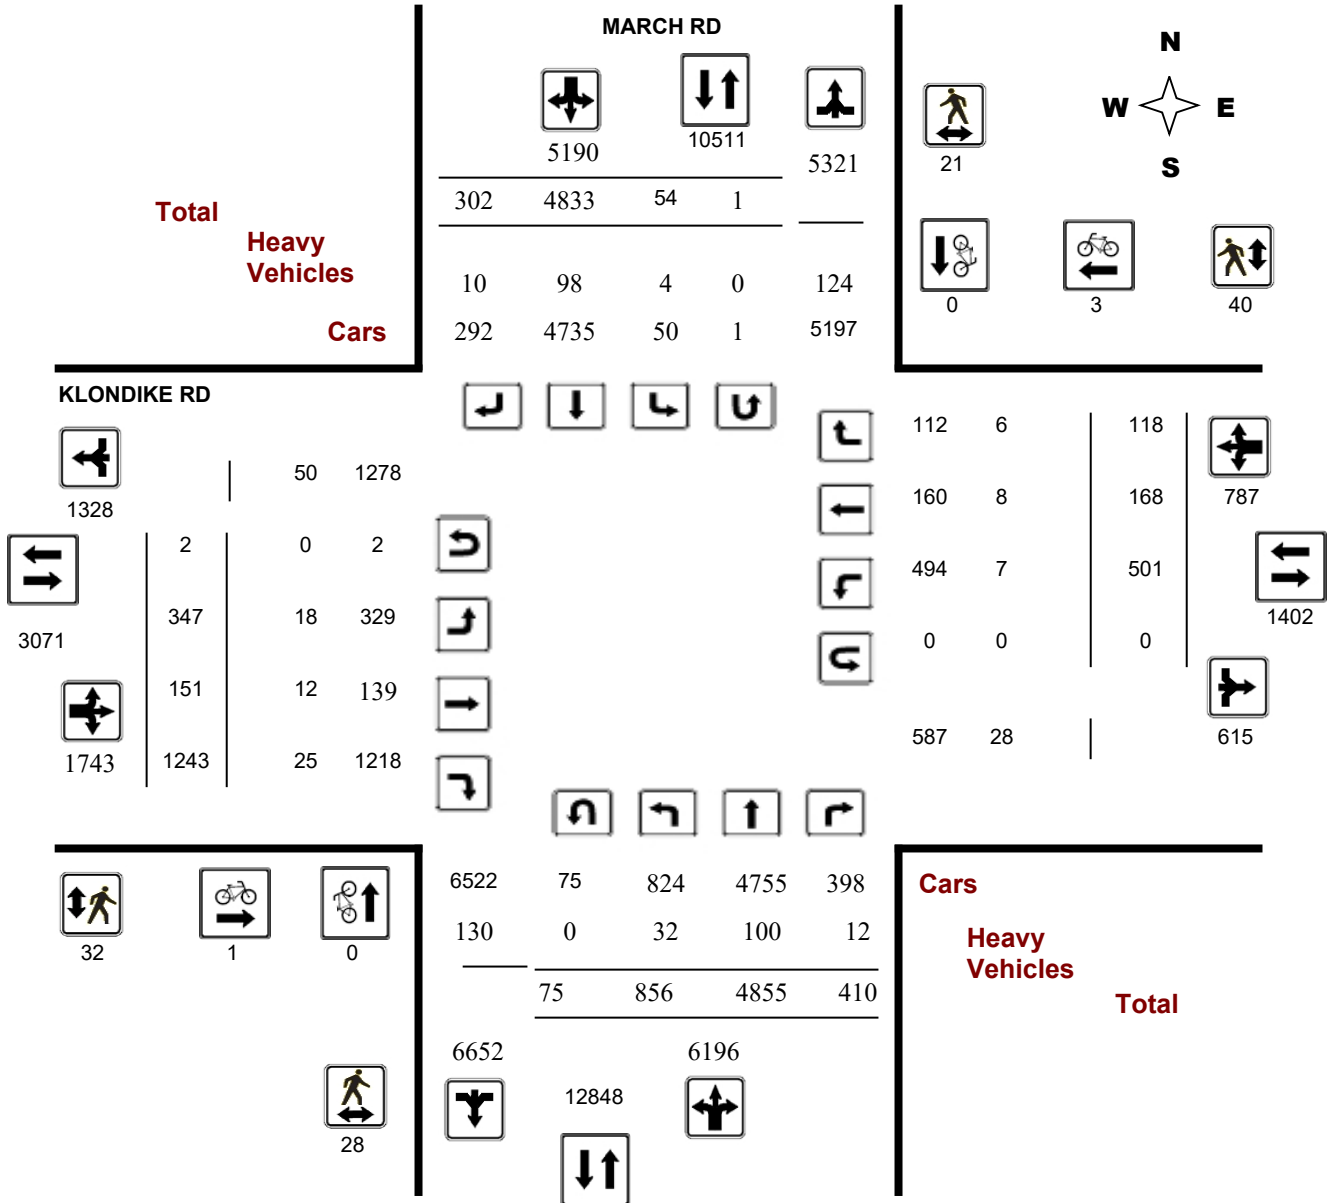 MARCH RD
N
W E
S
5190 10511 5321 21
302 4833 54 1
Total
Heavy
Vehicles
10 98 4 0 124
Cars 292 4735 50 1 5197
0 3 40
KLONDIKE RD
112 6 118
50 1278
1328
160 8 168 787
2 0 2
494 7 501
1402
347 18 329
3071
0 0 0
151 12 139
1743 1243 25 1218
587 28 615
6522 75 824 4755 398 Cars
130 0 32 100 12 Heavy
Vehicles
32 1 0
75 856 4855 410 Total
6652 6196
12848
28